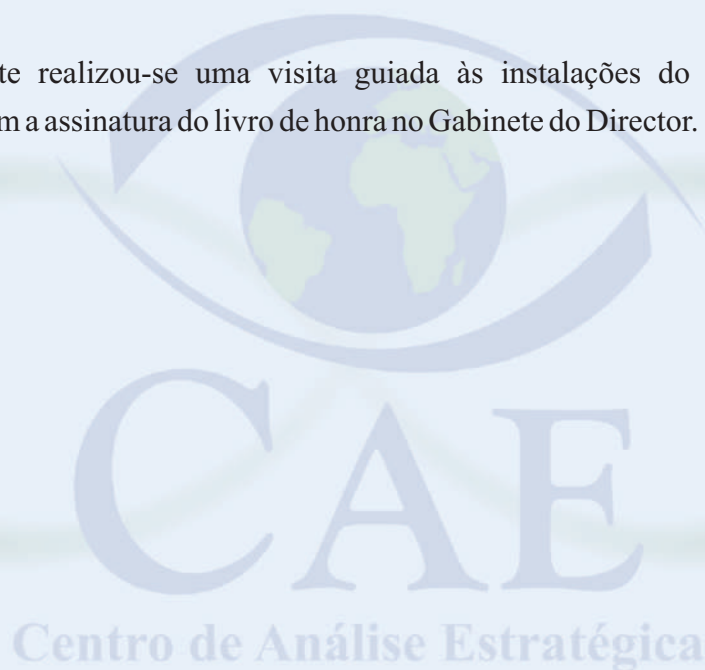 te realizou-se uma visita guiada às instalações do
m a assinatura do livro de honra no Gabinete do Director.
CAE
Centro de Análise Estratégica